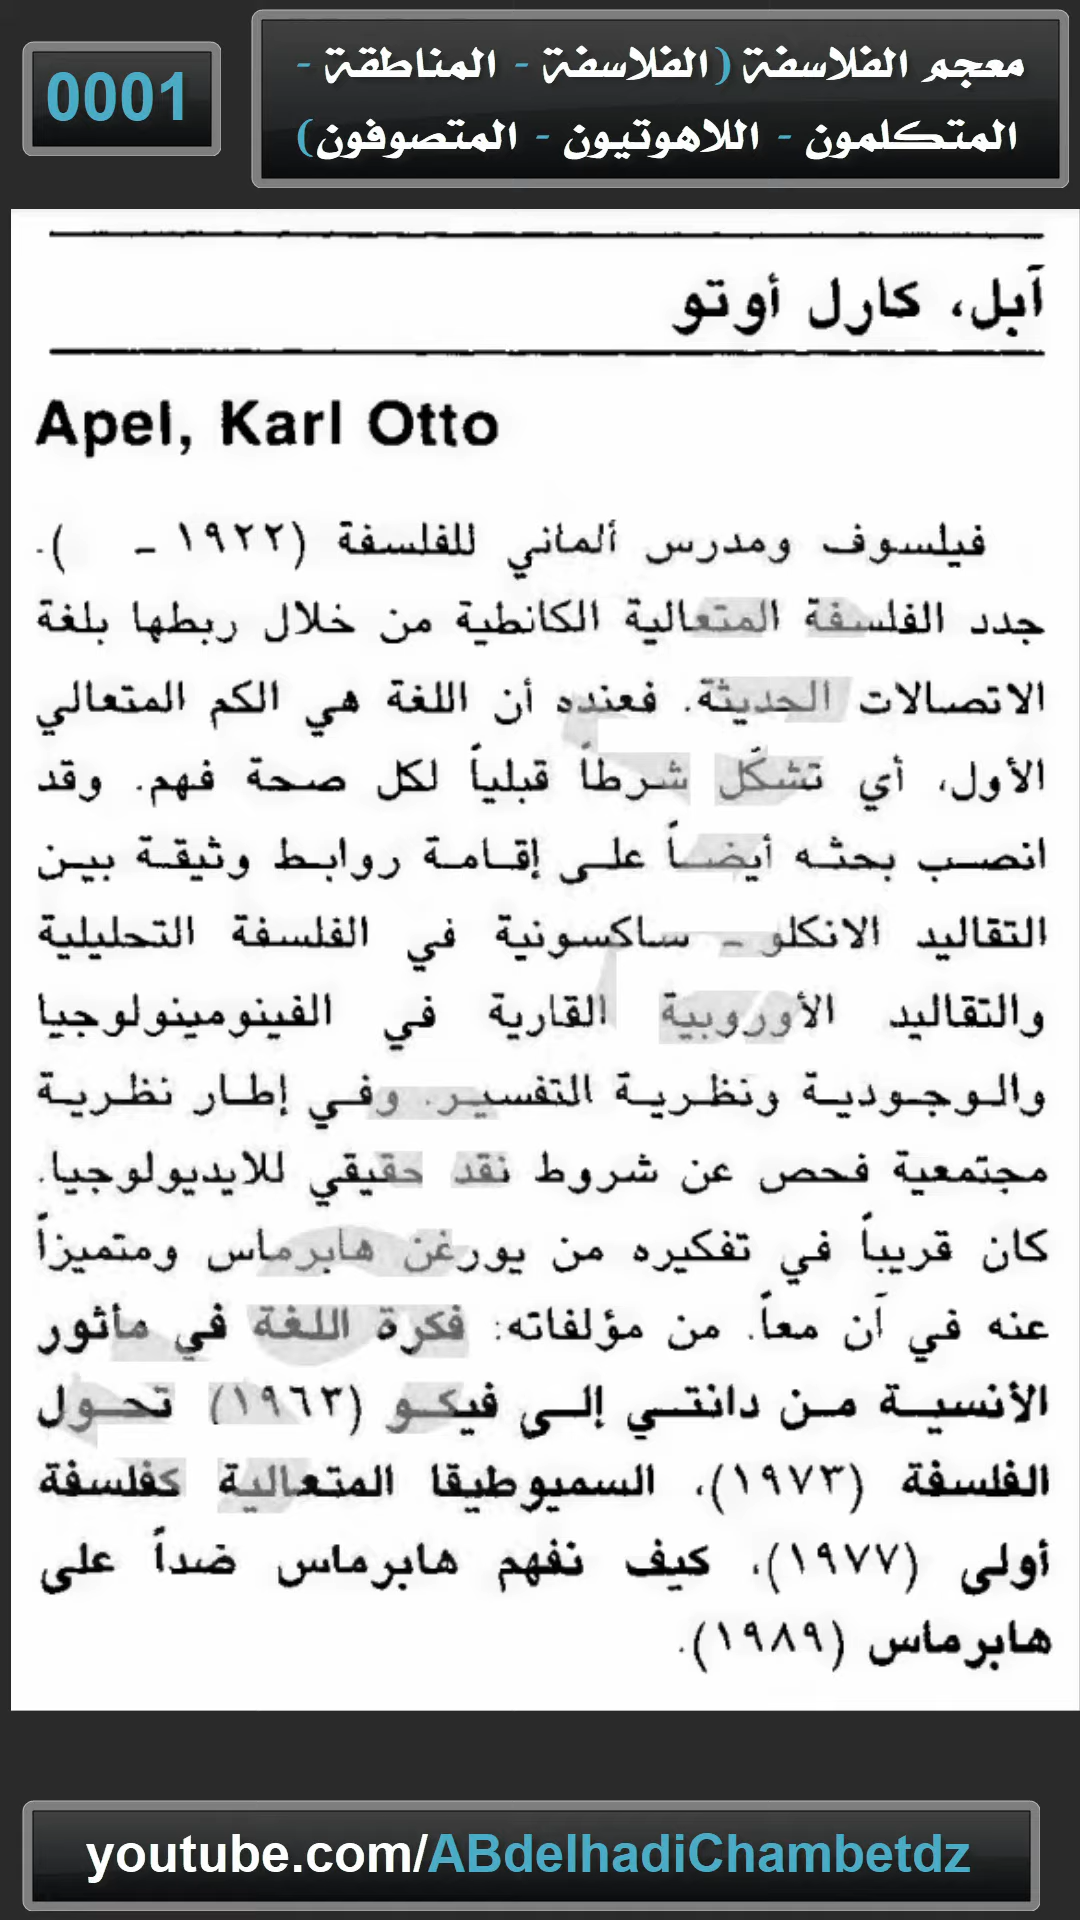 0001
معجم الفلاسفة (الفلاسفة - المناطقة -
المتكلمون - اللاهوتيون - المتصوفون)
آبل، كارل أوتو
Apel, Karl Otto
فيلسوف ومدرس ألماني للفلسفة (١٩٢٢ - ).
جدد الفلسفة المتعالية الكانطية من خلال ربطها بلغة
الاتصالات الحديثة. فعنده أن اللغة هي الكم المتعالي
الأول، أي تشكّل شرطاً قبلياً لكل صحة فهم. وقد
انصب بحثه أيضاً على إقامة روابط وثيقة بين
التقاليد الانكلو - ساكسونية في الفلسفة التحليلية
والتقاليد الأوروبية القارية في الفينومينولوجيا
والوجودية ونظرية التفسير. وفي إطار نظرية
مجتمعية فحص عن شروط نقد حقيقي للايديولوجيا.
كان قريباً في تفكيره من يورغن هابرماس ومتميزاً
عنه في آن معاً. من مؤلفاته: فكرة اللغة في مأثور
الأنسية من دانتي إلى فيكو (١٩٦٣) تحول
الفلسفة (١٩٧٣)، السميوطيقا المتعالية كفلسفة
أولى (١٩٧٧)، كيف نفهم هابرماس ضداً على
هابرماس (١٩٨٩).
youtube.com/ABdelhadiChambetdz